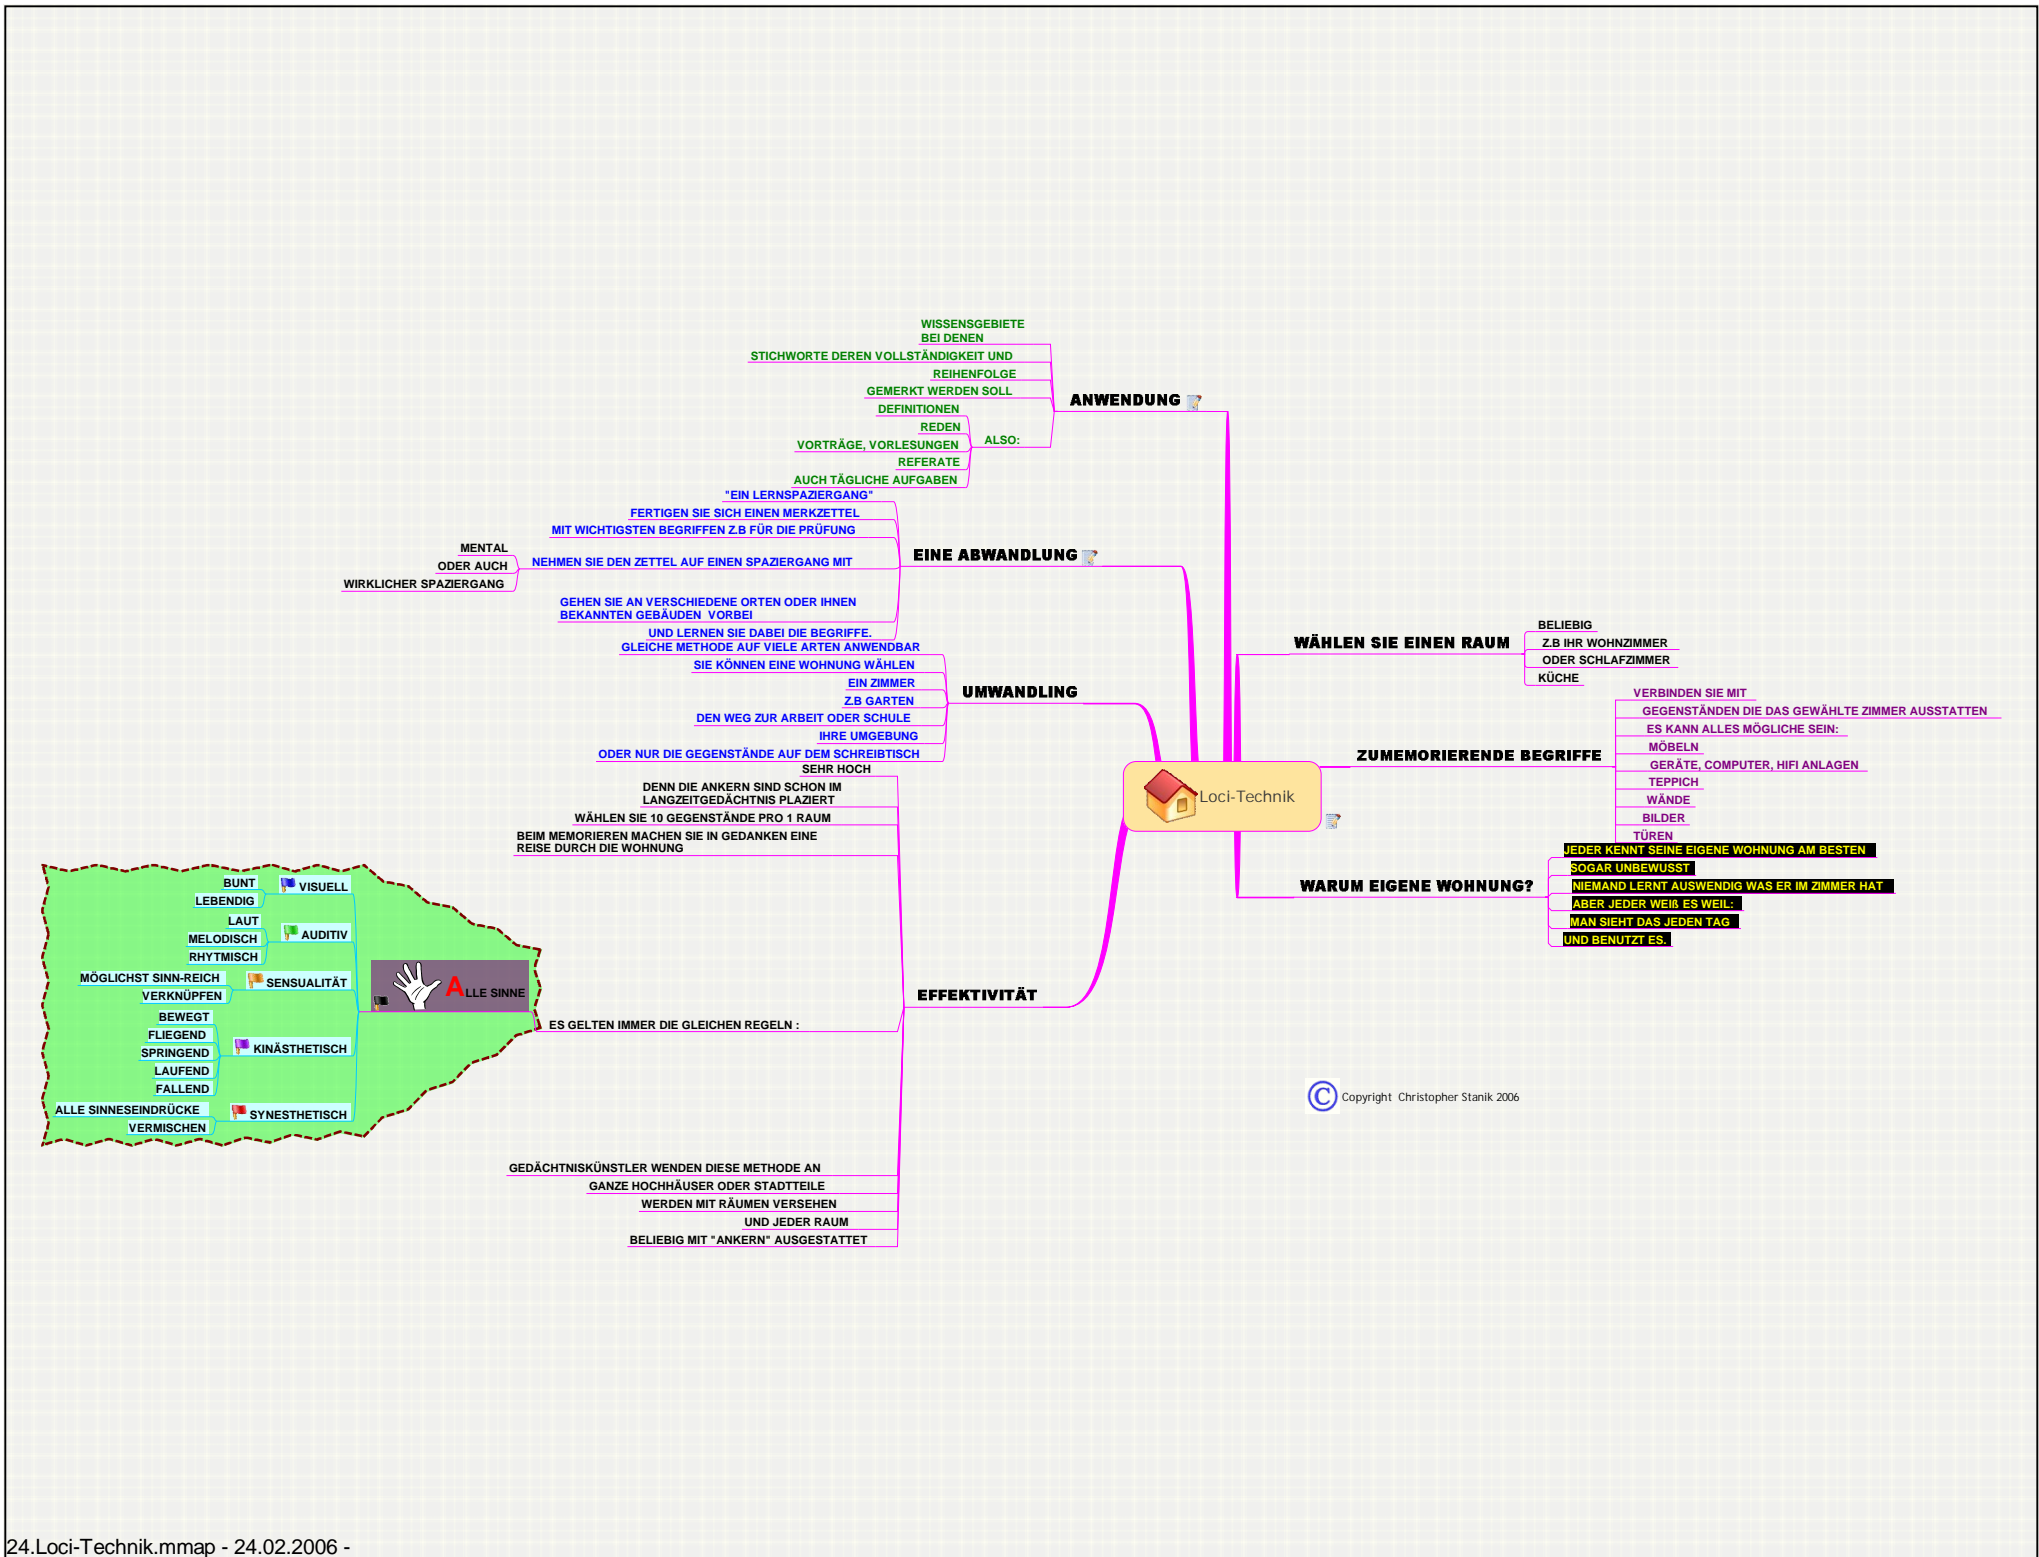 WISSENSGEBIETE
BEI DENEN
STICHWORTE DEREN VOLLSTÄNDIGKEIT UND
REIHENFOLGE
GEMERKT WERDEN SOLL
DEFINITIONEN
REDEN
VORTRÄGE, VORLESUNGEN
REFERATE
AUCH TÄGLICHE AUFGABEN
ALSO:
ANWENDUNG
"EIN LERNSPAZIERGANG"
FERTIGEN SIE SICH EINEN MERKZETTEL
MIT WICHTIGSTEN BEGRIFFEN Z.B FÜR DIE PRÜFUNG
MENTAL
ODER AUCH
WIRKLICHER SPAZIERGANG
NEHMEN SIE DEN ZETTEL AUF EINEN SPAZIERGANG MIT
GEHEN SIE AN VERSCHIEDENE ORTEN ODER IHNEN
BEKANNTEN GEBÄUDEN VORBEI
UND LERNEN SIE DABEI DIE BEGRIFFE.
EINE ABWANDLUNG
GLEICHE METHODE AUF VIELE ARTEN ANWENDBAR
SIE KÖNNEN EINE WOHNUNG WÄHLEN
EIN ZIMMER
Z.B GARTEN
DEN WEG ZUR ARBEIT ODER SCHULE
IHRE UMGEBUNG
ODER NUR DIE GEGENSTÄNDE AUF DEM SCHREIBTISCH
UMWANDLING
SEHR HOCH
DENN DIE ANKERN SIND SCHON IM
LANGZEITGEDÄCHTNIS PLAZIERT
WÄHLEN SIE 10 GEGENSTÄNDE PRO 1 RAUM
BEIM MEMORIEREN MACHEN SIE IN GEDANKEN EINE
REISE DURCH DIE WOHNUNG
BUNT
LEBENDIG
VISUELL
LAUT
MELODISCH
RHYTMISCH
AUDITIV
MÖGLICHST SINN-REICH
VERKNÜPFEN
SENSUALITÄT
BEWEGT
FLIEGEND
SPRINGEND
LAUFEND
FALLEND
KINÄSTHETISCH
ALLE SINNESEINDRÜCKE
VERMISCHEN
SYNESTHETISCH
ALLE SINNE
ES GELTEN IMMER DIE GLEICHEN REGELN :
GEDÄCHTNISKÜNSTLER WENDEN DIESE METHODE AN
GANZE HOCHHÄUSER ODER STADTTEILE
WERDEN MIT RÄUMEN VERSEHEN
UND JEDER RAUM
BELIEBIG MIT "ANKERN" AUSGESTATTET
EFFEKTIVITÄT
Loci-Technik
WÄHLEN SIE EINEN RAUM
BELIEBIG
Z.B IHR WOHNZIMMER
ODER SCHLAFZIMMER
KÜCHE
ZUMEMORIERENDE BEGRIFFE
VERBINDEN SIE MIT
GEGENSTÄNDEN DIE DAS GEWÄHLTE ZIMMER AUSSTATTEN
ES KANN ALLES MÖGLICHE SEIN:
MÖBELN
GERÄTE, COMPUTER, HIFI ANLAGEN
TEPPICH
WÄNDE
BILDER
TÜREN
WARUM EIGENE WOHNUNG?
JEDER KENNT SEINE EIGENE WOHNUNG AM BESTEN
SOGAR UNBEWUSST
NIEMAND LERNT AUSWENDIG WAS ER IM ZIMMER HAT
ABER JEDER WEIß ES WEIL:
MAN SIEHT DAS JEDEN TAG
UND BENUTZT ES.
© Copyright Christopher Stanik 2006
24.Loci-Technik.mmap - 24.02.2006 -